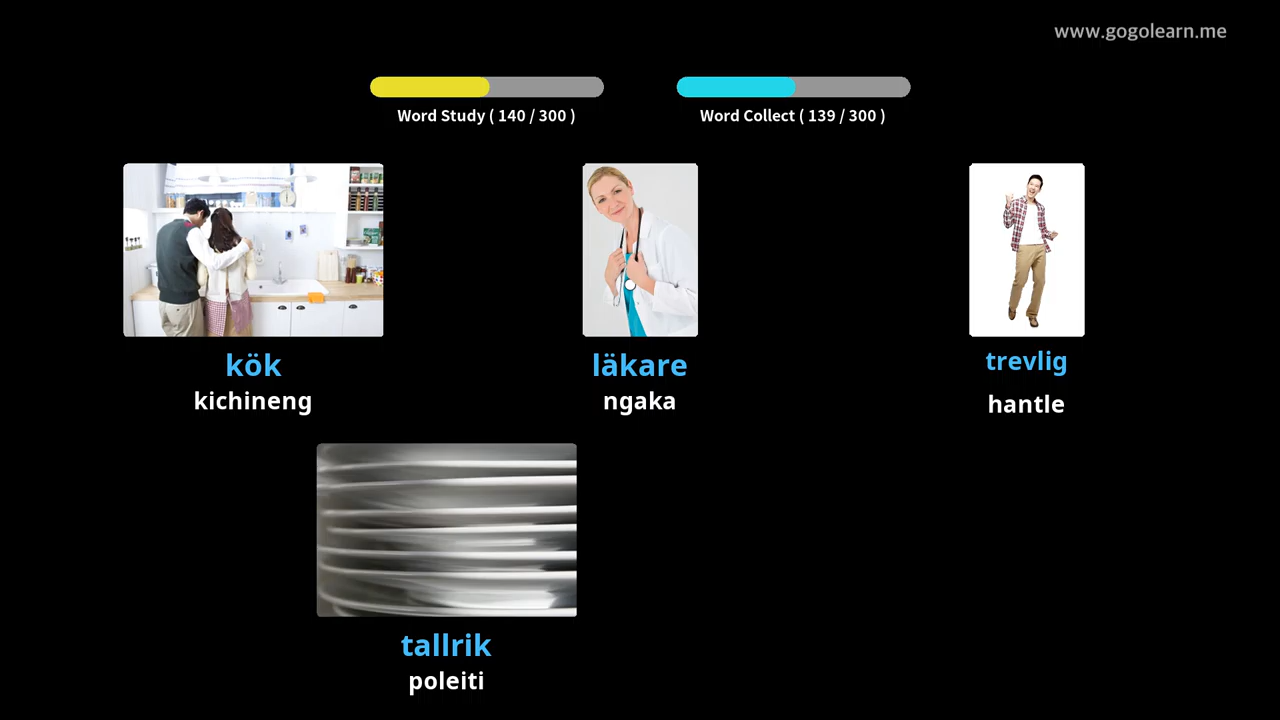 www.gogolearn.me
Word Study ( 140 / 300 )
Word Collect ( 139 / 300 )
kök
kichineng
läkare
ngaka
trevlig
hantle
tallrik
poleiti